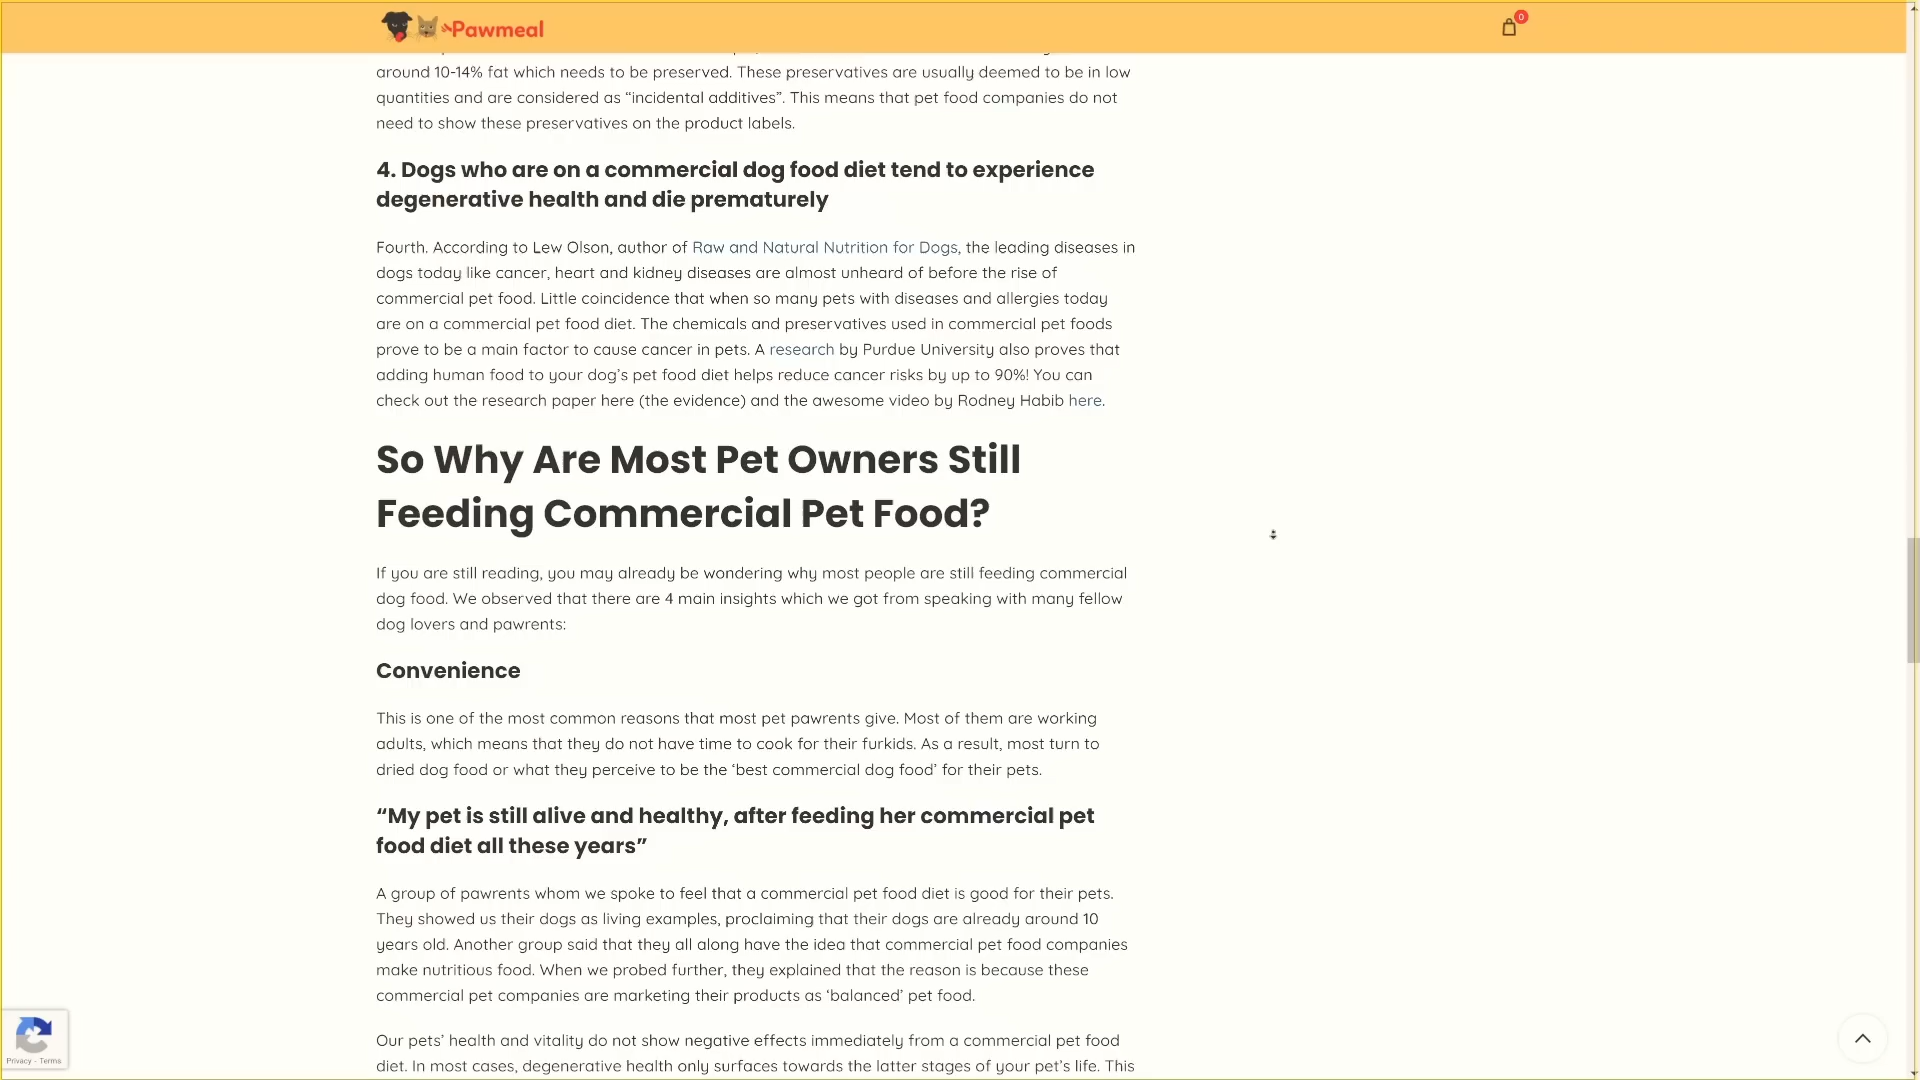 Pawmeal
0
around 10-14% fat which needs to be preserved. These preservatives are usually deemed to be in low
quantities and are considered as “incidental additives”. This means that pet food companies do not
need to show these preservatives on the product labels.
4. Dogs who are on a commercial dog food diet tend to experience
degenerative health and die prematurely
Fourth. According to Lew Olson, author of Raw and Natural Nutrition for Dogs, the leading diseases in
dogs today like cancer, heart and kidney diseases are almost unheard of before the rise of
commercial pet food. Little coincidence that when so many pets with diseases and allergies today
are on a commercial pet food diet. The chemicals and preservatives used in commercial pet foods
prove to be a main factor to cause cancer in pets. A research by Purdue University also proves that
adding human food to your dog’s pet food diet helps reduce cancer risks by up to 90%! You can
check out the research paper here (the evidence) and the awesome video by Rodney Habib here.
So Why Are Most Pet Owners Still
Feeding Commercial Pet Food?
If you are still reading, you may already be wondering why most people are still feeding commercial
dog food. We observed that there are 4 main insights which we got from speaking with many fellow
dog lovers and pawrents:
Convenience
This is one of the most common reasons that most pet pawrents give. Most of them are working
adults, which means that they do not have time to cook for their furkids. As a result, most turn to
dried dog food or what they perceive to be the ‘best commercial dog food’ for their pets.
“My pet is still alive and healthy, after feeding her commercial pet
food diet all these years”
A group of pawrents whom we spoke to feel that a commercial pet food diet is good for their pets.
They showed us their dogs as living examples, proclaiming that their dogs are already around 10
years old. Another group said that they all along have the idea that commercial pet food companies
make nutritious food. When we probed further, they explained that the reason is because these
commercial pet companies are marketing their products as ‘balanced’ pet food.
Our pets’ health and vitality do not show negative effects immediately from a commercial pet food
diet. In most cases, degenerative health only surfaces towards the latter stages of your pet’s life. This
Privacy - Terms